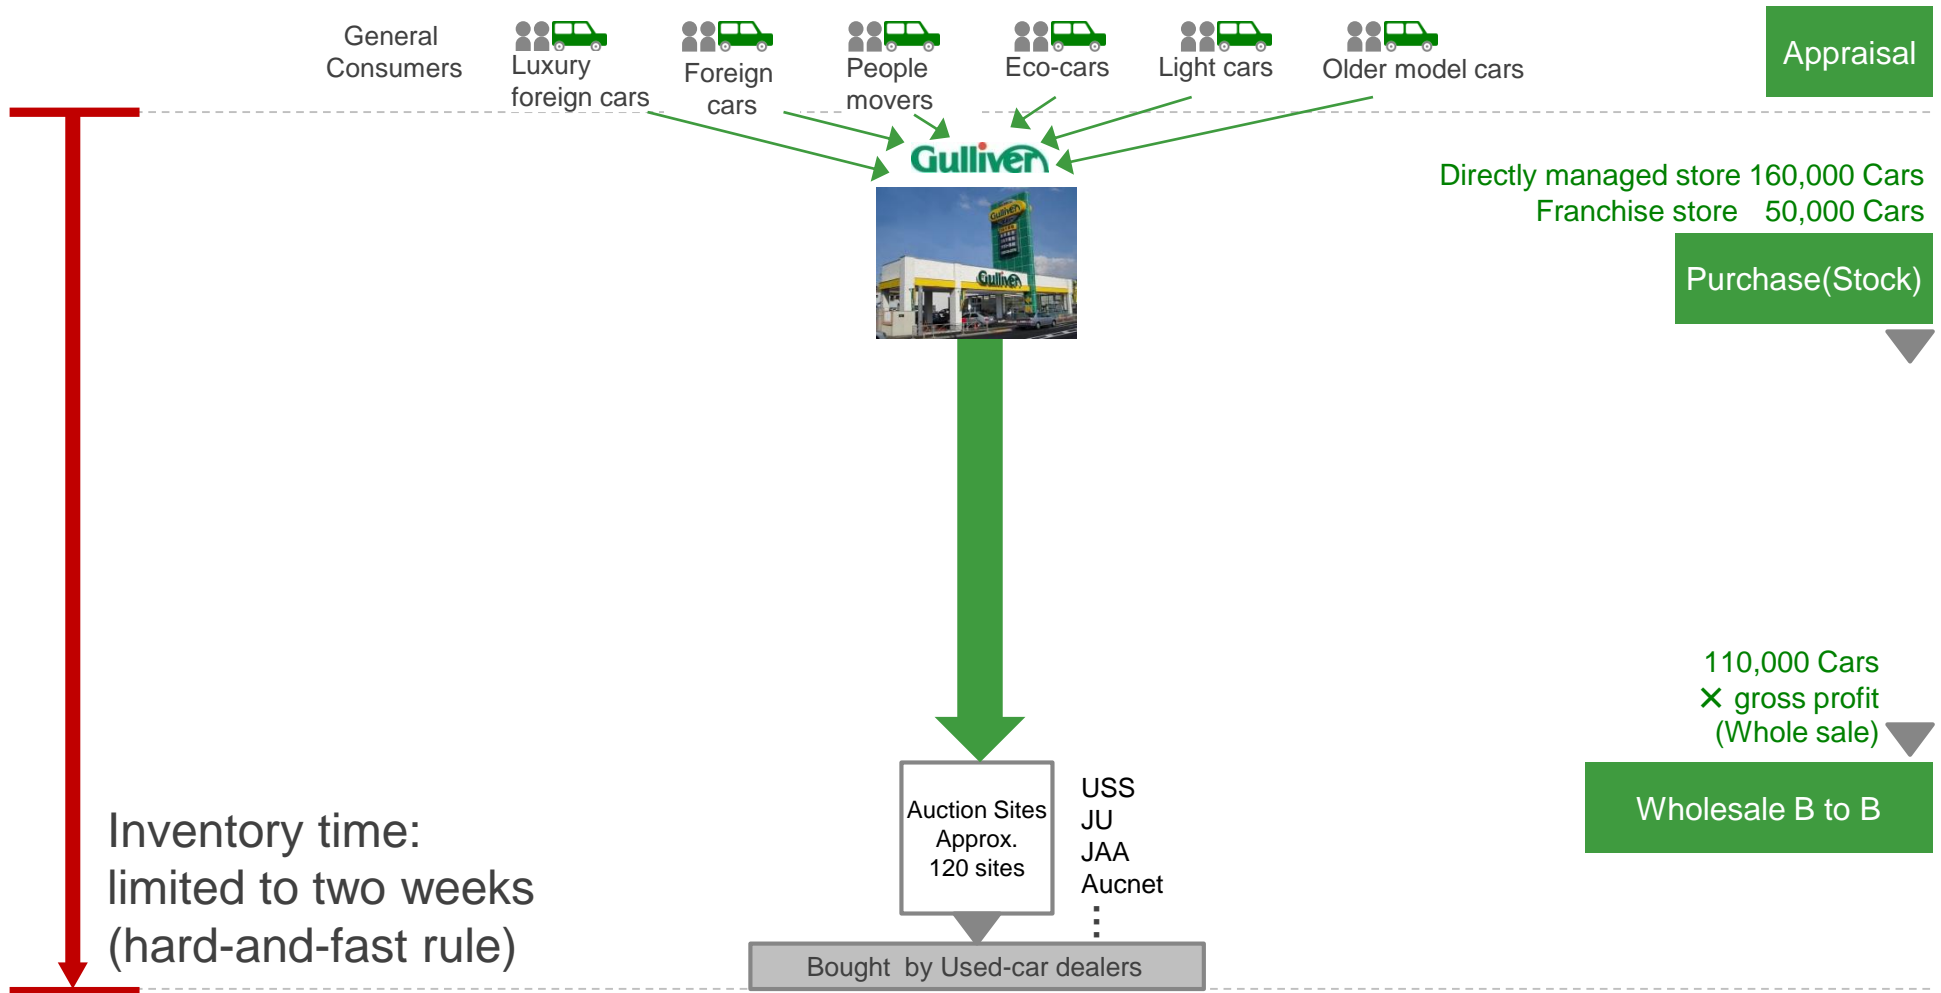 General
Consumers
Luxury
foreign cars
Foreign
cars
People
movers
Eco-cars
Light cars
Older model cars
Appraisal
Gulliver
Directly managed store 160,000 Cars
Franchise store 50,000 Cars
Purchase(Stock)
Gulliver
Gulliver
110,000 Cars
× gross profit
(Whole sale)
Wholesale B to B
Auction Sites
Approx.
120 sites
USS
JU
JAA
Aucnet
⋮
Inventory time:
limited to two weeks
(hard-and-fast rule)
Bought by Used-car dealers